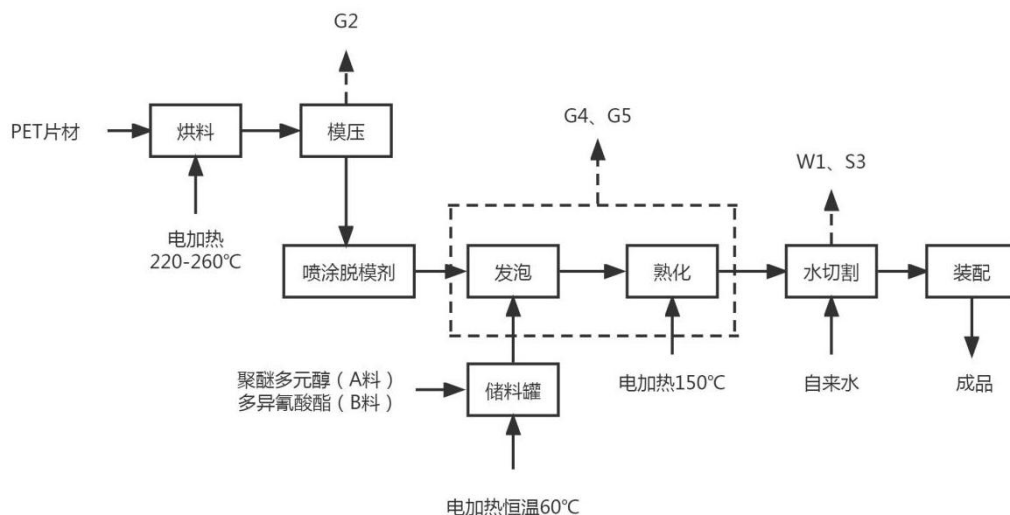 G2
PET片材
烘料
模压
G4、G5
W1、S3
电加热
220-260℃
喷涂脱模剂
发泡
熟化
水切割
装配
聚醚多元醇（A料）
多异氰酸酯（B料）
储料罐
电加热150℃
自来水
成品
电加热恒温60℃